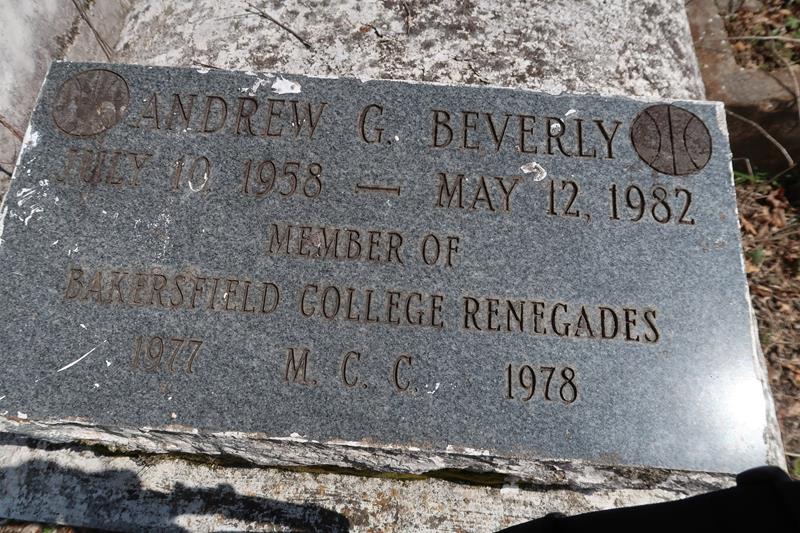 ANDREW G. BEVERLY
JULY 10, 1958 — MAY 12, 1982
MEMBER OF
BAKERSFIELD COLLEGE RENEGADES
1977 M. C. C. 1978